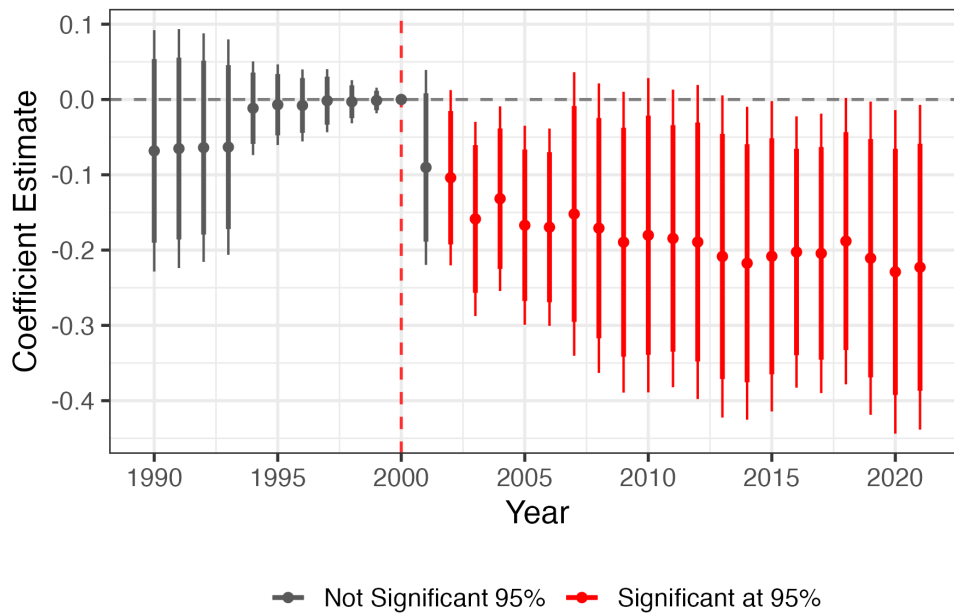 Coefficient Estimate
0.1
0.0
-0.1
-0.2
-0.3
-0.4
1990 1995 2000 2005 2010 2015 2020
Year
Not Significant 95% Significant at 95%